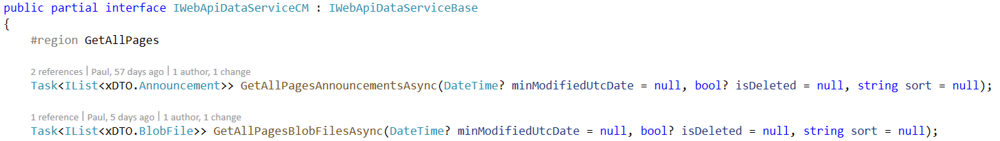 public partial interface IWebApiDataServiceCM : IWebApiDataServiceBase
{
#region GetAllPages
2 references | Paul, 57 days ago | 1 author, 1 change
Task<IList<xDTO.Announcement>> GetAllPagesAnnouncementsAsync(DateTime? minModifiedUtcDate = null, bool? isDeleted = null, string sort = null);
1 reference | Paul, 5 days ago | 1 author, 1 change
Task<IList<xDTO.BlobFile>> GetAllPagesBlobFilesAsync(DateTime? minModifiedUtcDate = null, bool? isDeleted = null, string sort = null);